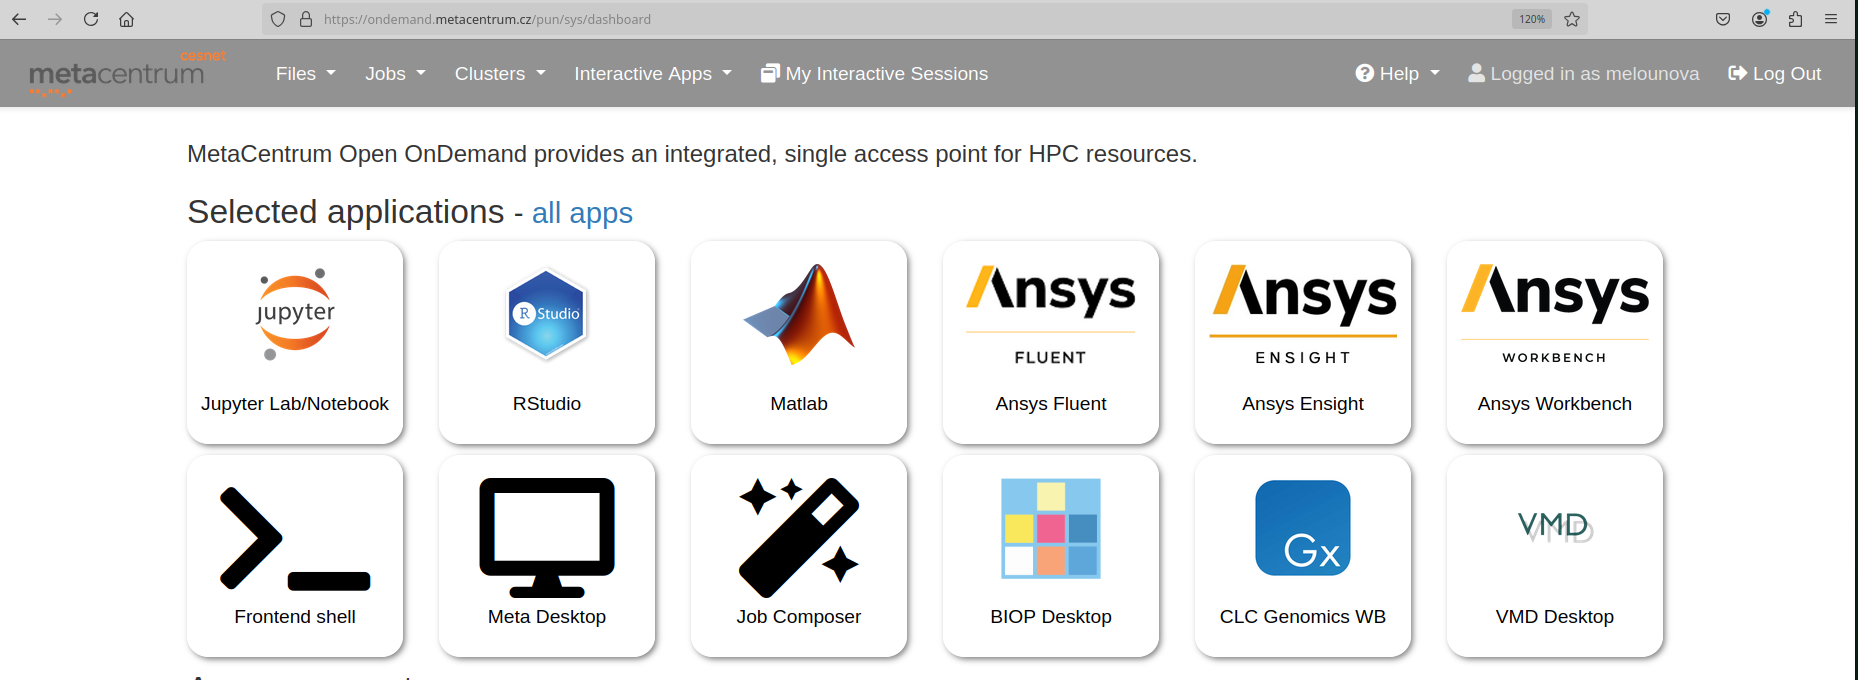 https://ondemand.metacentrum.cz/pun/sys/dashboard 120%
cesnet
metacentrum Files Jobs Clusters Interactive Apps My Interactive Sessions Help Logged in as melounova Log Out
MetaCentrum Open OnDemand provides an integrated, single access point for HPC resources.
Selected applications - all apps
jupyter
R Studio
Ansys
FLUENT
Ansys
ENSIGHT
Ansys
WORKBENCH
Jupyter Lab/Notebook RStudio Matlab Ansys Fluent Ansys Ensight Ansys Workbench
Gx
VMD
Frontend shell Meta Desktop Job Composer BIOP Desktop CLC Genomics WB VMD Desktop